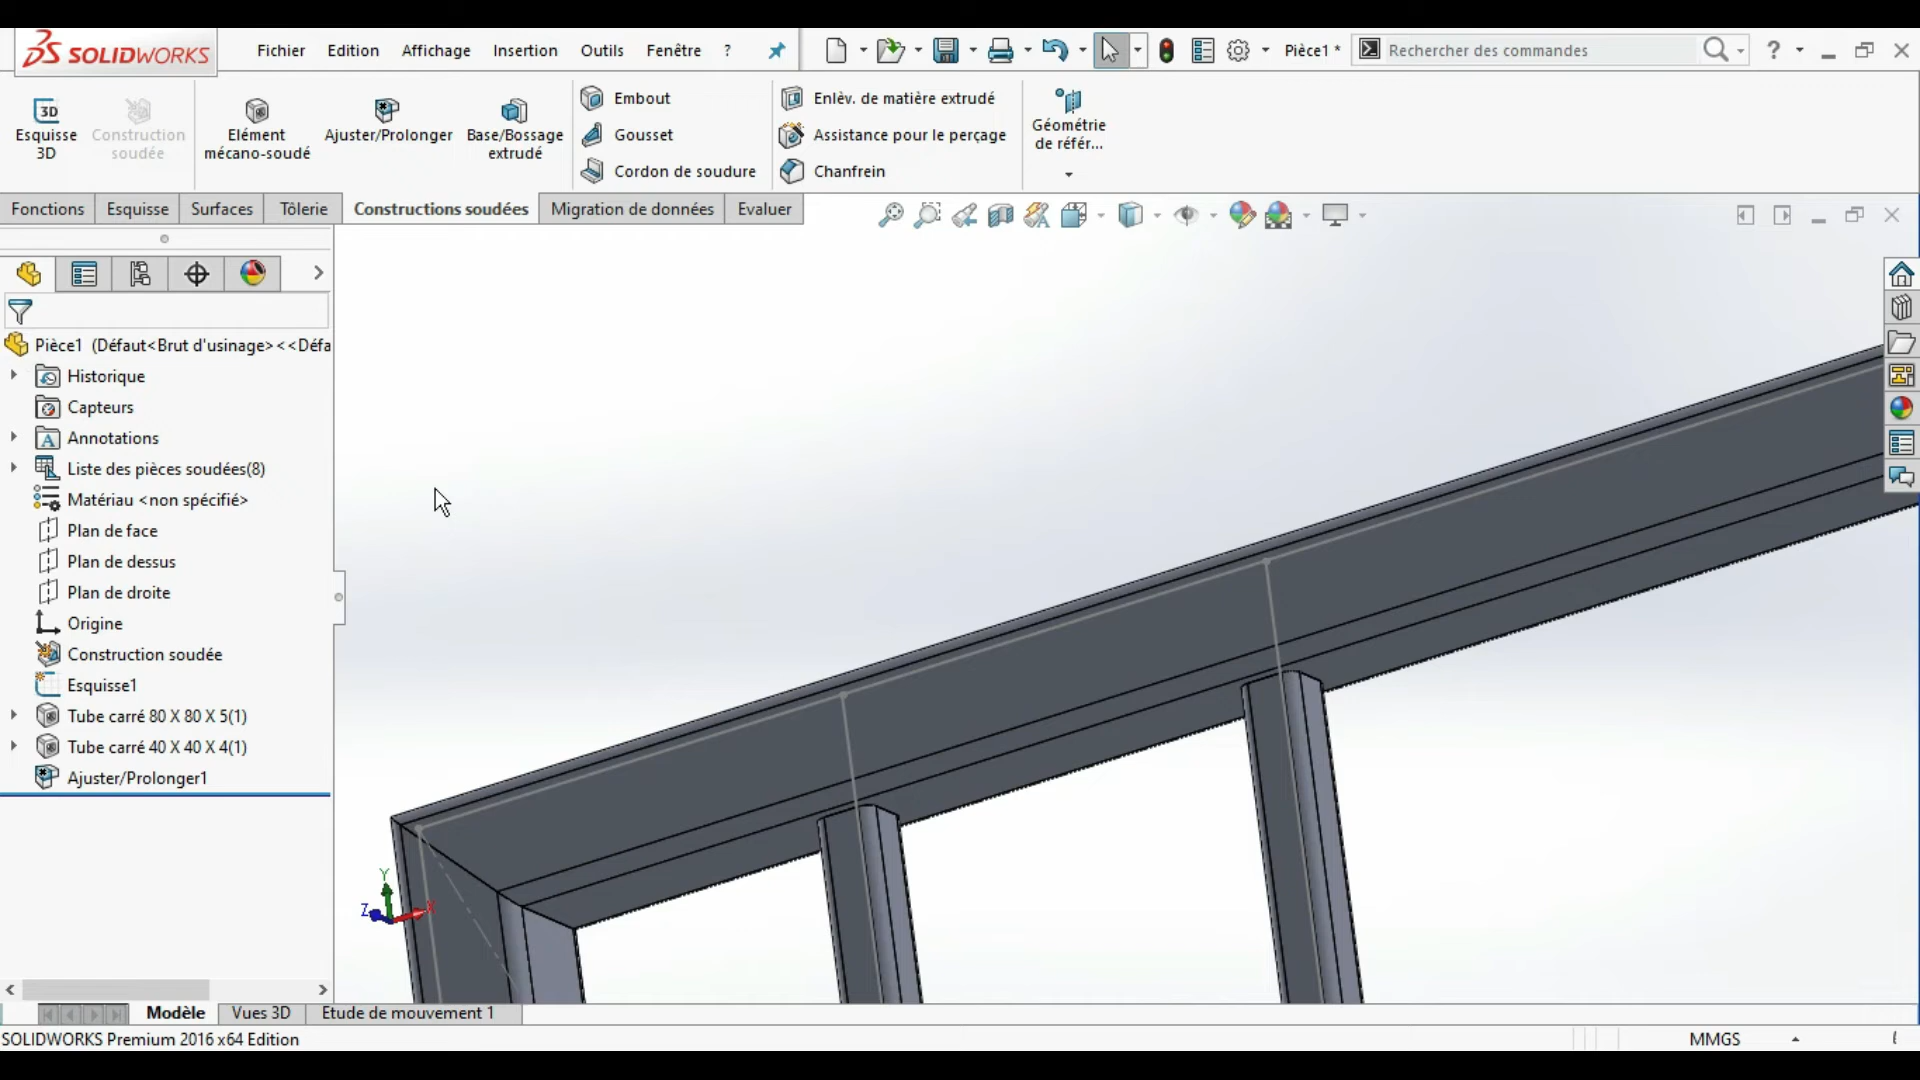 SOLIDWORKS Fichier Edition Affichage Insertion Outils Fenêtre ? Pièce1 * Rechercher des commandes ?
3D Esquisse 3D
Construction soudée
Elément mécano-soudé
Ajuster/Prolonger
Base/Bossage extrudé
Embout
Gousset
Cordon de soudure
Enlèv. de matière extrudé
Assistance pour le perçage
Chanfrein
Géométrie de référ...
Fonctions Esquisse Surfaces Tôlerie Constructions soudées Migration de données Evaluer
Pièce1 (Défaut<Brut d'usinage><<Défa
Historique
Capteurs
Annotations
Liste des pièces soudées(8)
Matériau <non spécifié>
Plan de face
Plan de dessus
Plan de droite
Origine
Construction soudée
Esquisse1
Tube carré 80 X 80 X 5(1)
Tube carré 40 X 40 X 4(1)
Ajuster/Prolonger1
Y
Z X
Modèle Vues 3D Etude de mouvement 1
SOLIDWORKS Premium 2016 x64 Edition MMGS